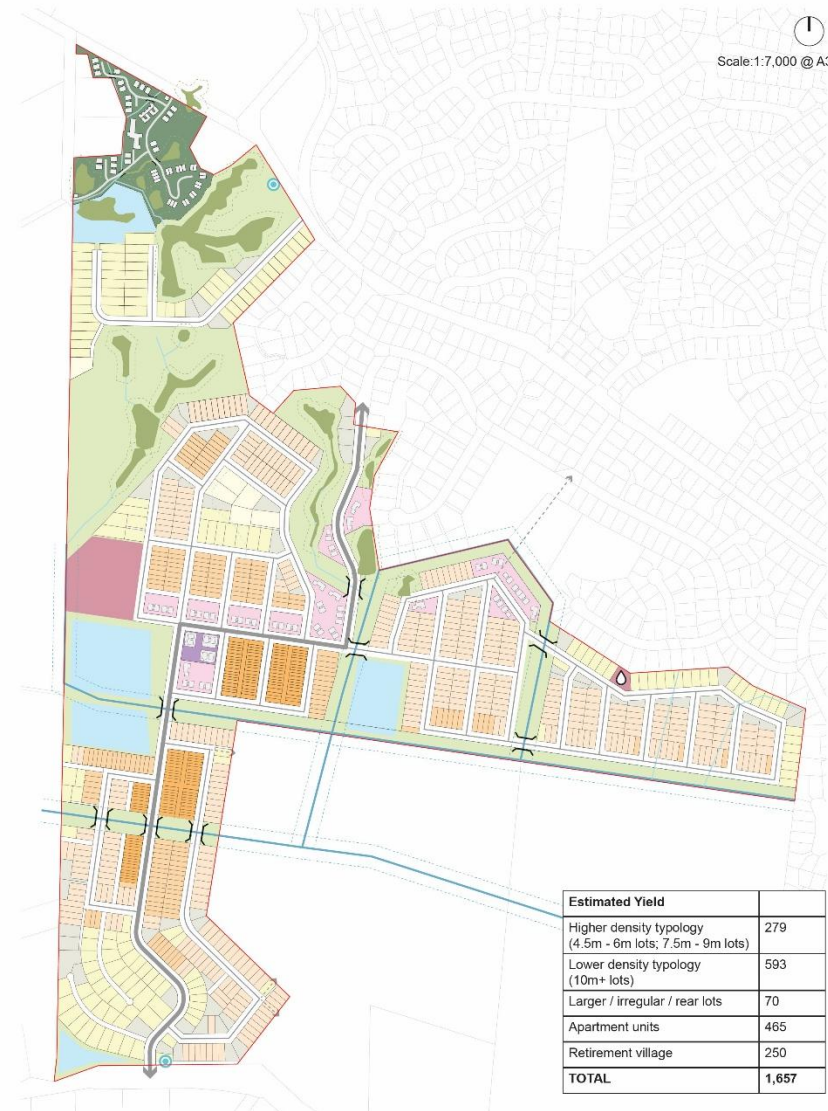 Scale:1:7,000 @ A3
Estimated Yield
Higher density typology 279
(4.5m - 6m lots; 7.5m - 9m lots)
Lower density typology 593
(10m+ lots)
Larger / irregular / rear lots 70
Apartment units 465
Retirement village 250
TOTAL 1,657